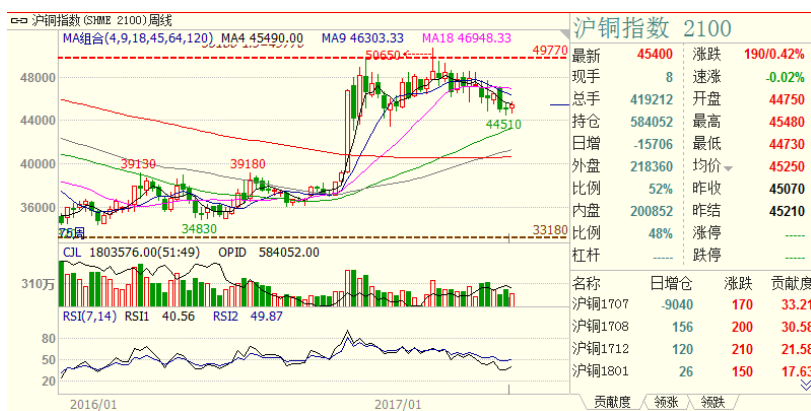 沪铜指数(SHME 2100)周线
MA组合(4,9,18,45,64,120) MA4 45490.00 MA9 46303.33 MA18 46948.33
50650
49770
48000
44000
44510
40000
39130
39180
36000
34830
75周
33180
CJL 1803576.00(51:49) OPID 584052.00
310万
RSI(7,14) RSI1 40.56 RSI2 49.87
80
50
20
2016/01
2017/01
沪铜指数 2100
最新 45400 涨跌 190/0.42%
现手 8 速涨 -0.02%
总手 419212 开盘 44750
持仓 584052 最高 45480
日增 -15706 最低 44730
外盘 218360 均价 45250
比例 52% 昨收 45070
内盘 200852 昨结 45210
比例 48% 涨停 -----
杠杆 ----- 跌停 -----
名称 日增仓 涨跌 贡献度
沪铜1707 -9040 170 33.21
沪铜1708 156 200 30.58
沪铜1712 120 210 21.58
沪铜1801 26 150 17.63
贡献度 领涨 领跌